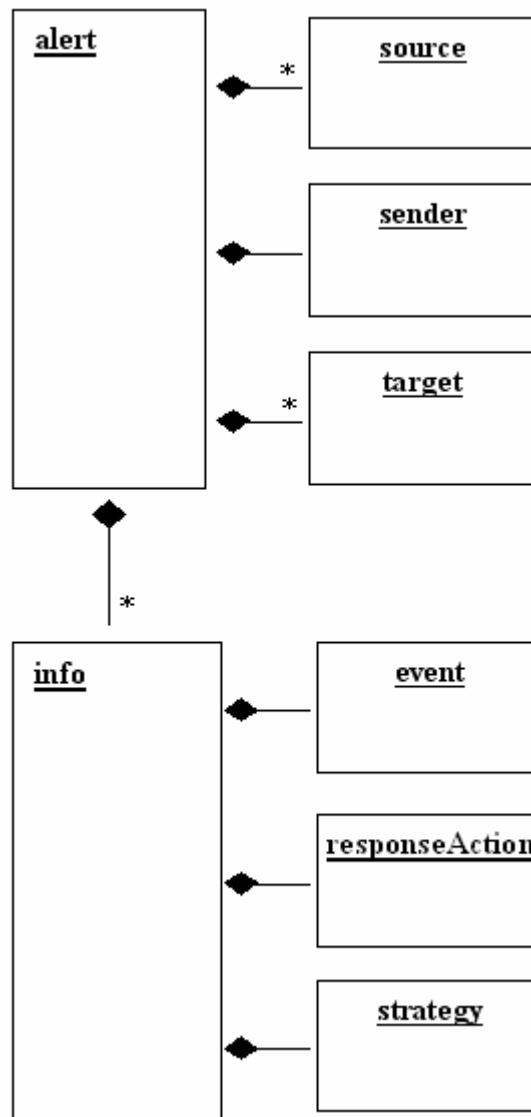 alert
source
*
sender
target
*
*
info
event
responseAction
strategy